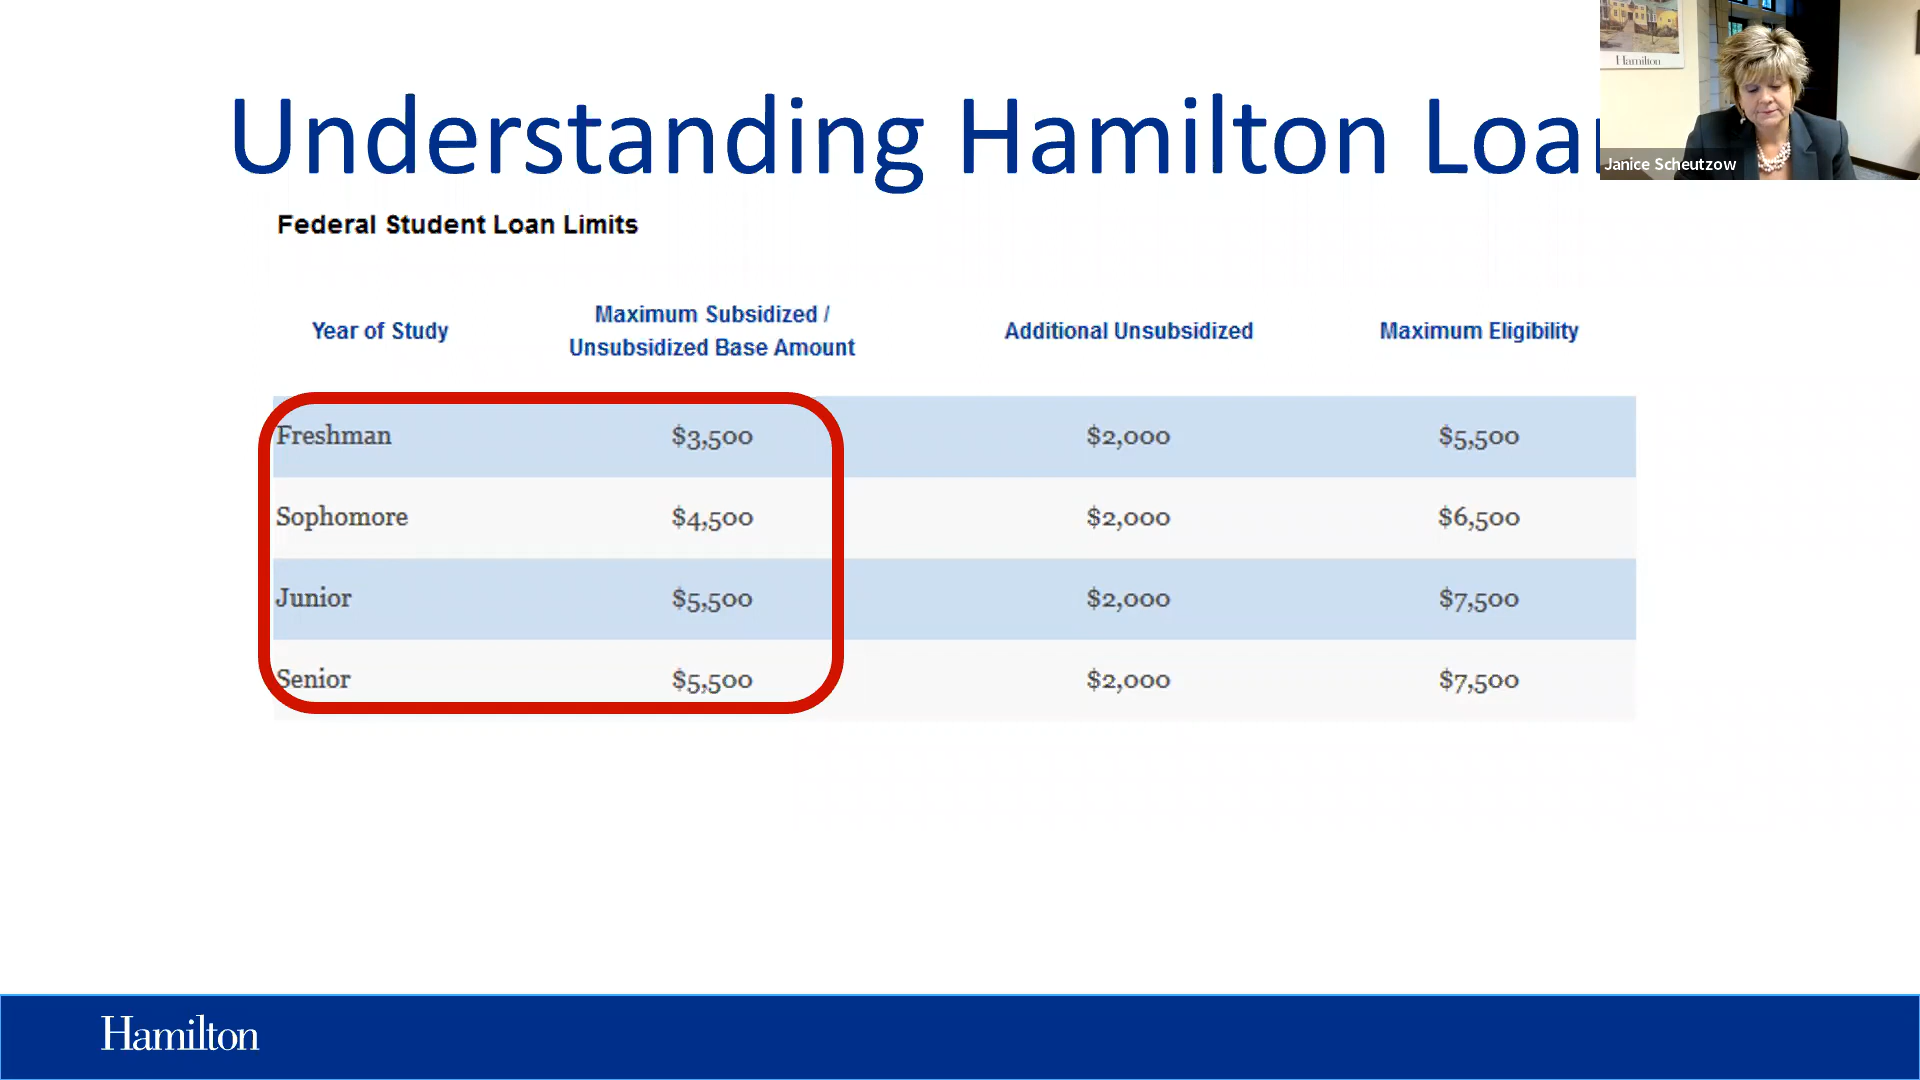 Understanding Hamilton Loa
Hamilton
Janice Scheutzow
Federal Student Loan Limits
Year of Study
Maximum Subsidized /
Unsubsidized Base Amount
Additional Unsubsidized
Maximum Eligibility
Freshman $3,500 $2,000 $5,500
Sophomore $4,500 $2,000 $6,500
Junior $5,500 $2,000 $7,500
Senior $5,500 $2,000 $7,500
Hamilton